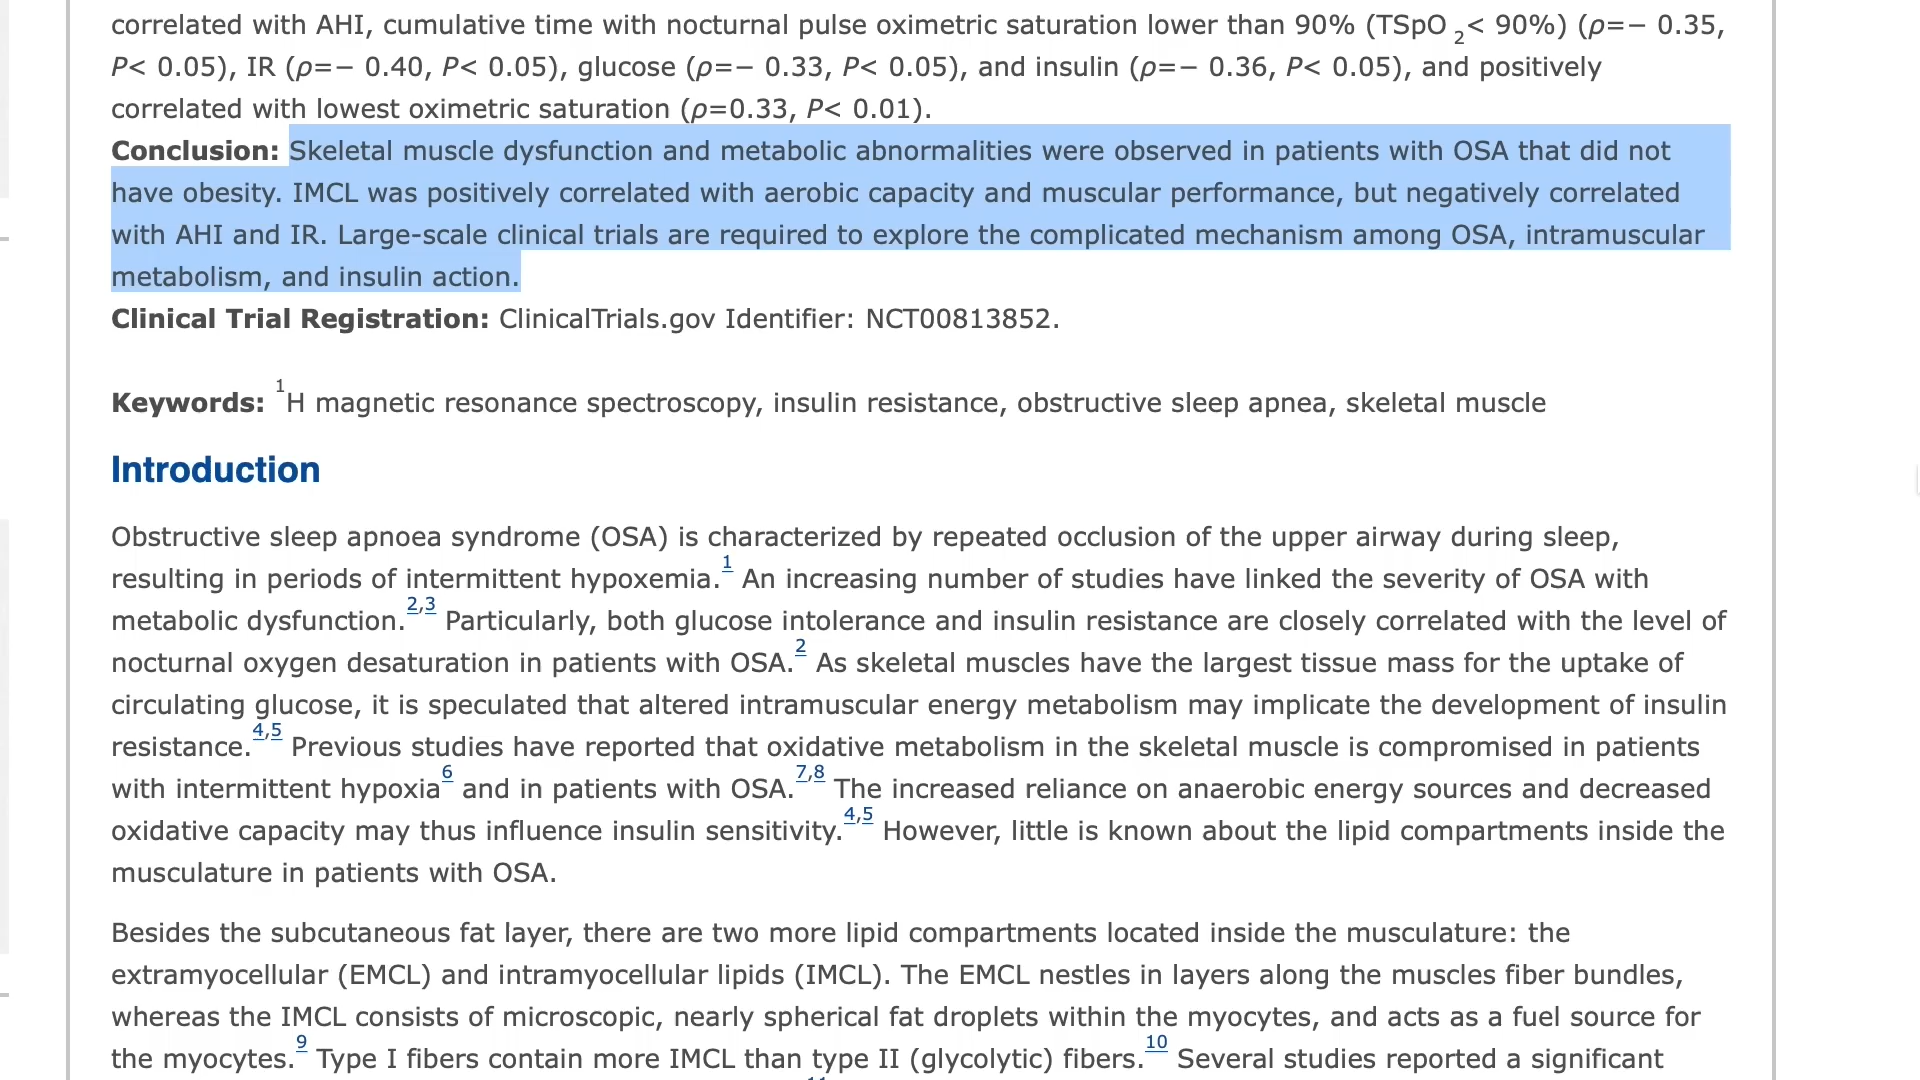 correlated with AHI, cumulative time with nocturnal pulse oximetric saturation lower than 90% (TSpO 2< 90%) (ρ=− 0.35,
P< 0.05), IR (ρ=− 0.40, P< 0.05), glucose (ρ=− 0.33, P< 0.05), and insulin (ρ=− 0.36, P< 0.05), and positively
correlated with lowest oximetric saturation (ρ=0.33, P< 0.01).
Conclusion: Skeletal muscle dysfunction and metabolic abnormalities were observed in patients with OSA that did not
have obesity. IMCL was positively correlated with aerobic capacity and muscular performance, but negatively correlated
with AHI and IR. Large-scale clinical trials are required to explore the complicated mechanism among OSA, intramuscular
metabolism, and insulin action.
Clinical Trial Registration: ClinicalTrials.gov Identifier: NCT00813852.
Keywords: 1H magnetic resonance spectroscopy, insulin resistance, obstructive sleep apnea, skeletal muscle
Introduction
Obstructive sleep apnoea syndrome (OSA) is characterized by repeated occlusion of the upper airway during sleep,
resulting in periods of intermittent hypoxemia.1 An increasing number of studies have linked the severity of OSA with
metabolic dysfunction.2,3 Particularly, both glucose intolerance and insulin resistance are closely correlated with the level of
nocturnal oxygen desaturation in patients with OSA.2 As skeletal muscles have the largest tissue mass for the uptake of
circulating glucose, it is speculated that altered intramuscular energy metabolism may implicate the development of insulin
resistance.4,5 Previous studies have reported that oxidative metabolism in the skeletal muscle is compromised in patients
with intermittent hypoxia6 and in patients with OSA.7,8 The increased reliance on anaerobic energy sources and decreased
oxidative capacity may thus influence insulin sensitivity.4,5 However, little is known about the lipid compartments inside the
musculature in patients with OSA.
Besides the subcutaneous fat layer, there are two more lipid compartments located inside the musculature: the
extramyocellular (EMCL) and intramyocellular lipids (IMCL). The EMCL nestles in layers along the muscles fiber bundles,
whereas the IMCL consists of microscopic, nearly spherical fat droplets within the myocytes, and acts as a fuel source for
the myocytes.9 Type I fibers contain more IMCL than type II (glycolytic) fibers.10 Several studies reported a significant